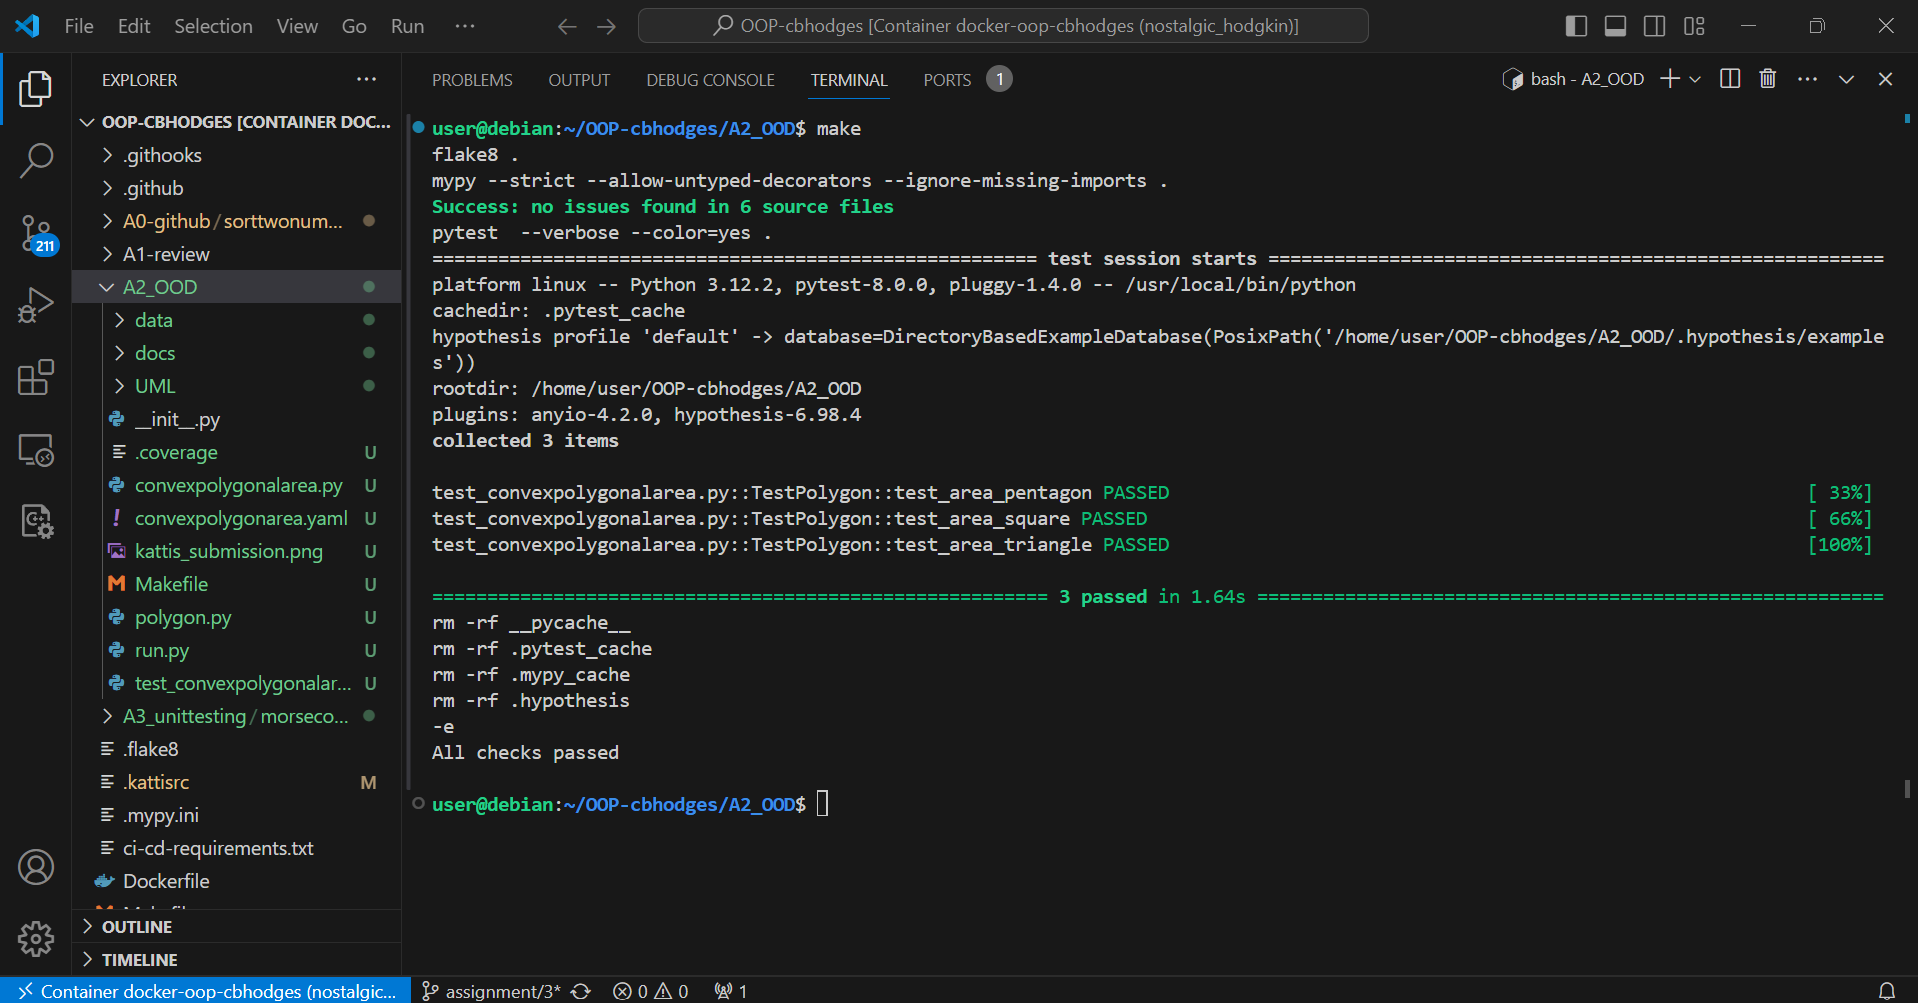 File Edit Selection View Go Run ···
OOP-cbhodges [Container docker-oop-cbhodges (nostalgic_hodgkin)]
EXPLORER ···
OOP-CBHODGES [CONTAINER DOC...
.githooks
.github
A0-github/sorttwonum...
A1-review
A2_OOD
data
docs
UML
__init__.py
.coverage U
convexpolygonalarea.py U
convexpolygonarea.yaml U
kattis_submission.png U
Makefile U
polygon.py U
run.py U
test_convexpolygonalar... U
A3_unittesting/morseco...
.flake8
.kattisrc M
.mypy.ini
ci-cd-requirements.txt
Dockerfile
OUTLINE
TIMELINE
211
PROBLEMS OUTPUT DEBUG CONSOLE TERMINAL PORTS 1
bash - A2_OOD
user@debian:~/OOP-cbhodges/A2_OOD$ make
flake8 .
mypy --strict --allow-untyped-decorators --ignore-missing-imports .
Success: no issues found in 6 source files
pytest  --verbose --color=yes .
======================================================= test session starts ========================================================
platform linux -- Python 3.12.2, pytest-8.0.0, pluggy-1.4.0 -- /usr/local/bin/python
cachedir: .pytest_cache
hypothesis profile 'default' -> database=DirectoryBasedExampleDatabase(PosixPath('/home/user/OOP-cbhodges/A2_OOD/.hypothesis/example
s'))
rootdir: /home/user/OOP-cbhodges/A2_OOD
plugins: anyio-4.2.0, hypothesis-6.98.4
collected 3 items
test_convexpolygonalarea.py::TestPolygon::test_area_pentagon PASSED [ 33%]
test_convexpolygonalarea.py::TestPolygon::test_area_square PASSED [ 66%]
test_convexpolygonalarea.py::TestPolygon::test_area_triangle PASSED [100%]
======================================================== 3 passed in 1.64s =========================================================
rm -rf __pycache__
rm -rf .pytest_cache
rm -rf .mypy_cache
rm -rf .hypothesis
-e
All checks passed
user@debian:~/OOP-cbhodges/A2_OOD$
Container docker-oop-cbhodges (nostalgic... assignment/3* 0 0 1